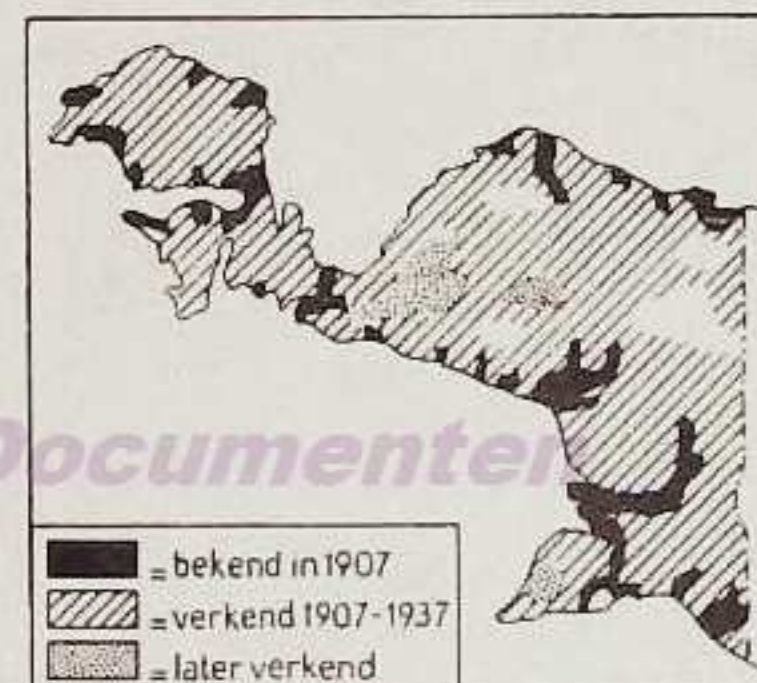 Documenten
= bekend in 1907
= verkend 1907-1937
= later verkend